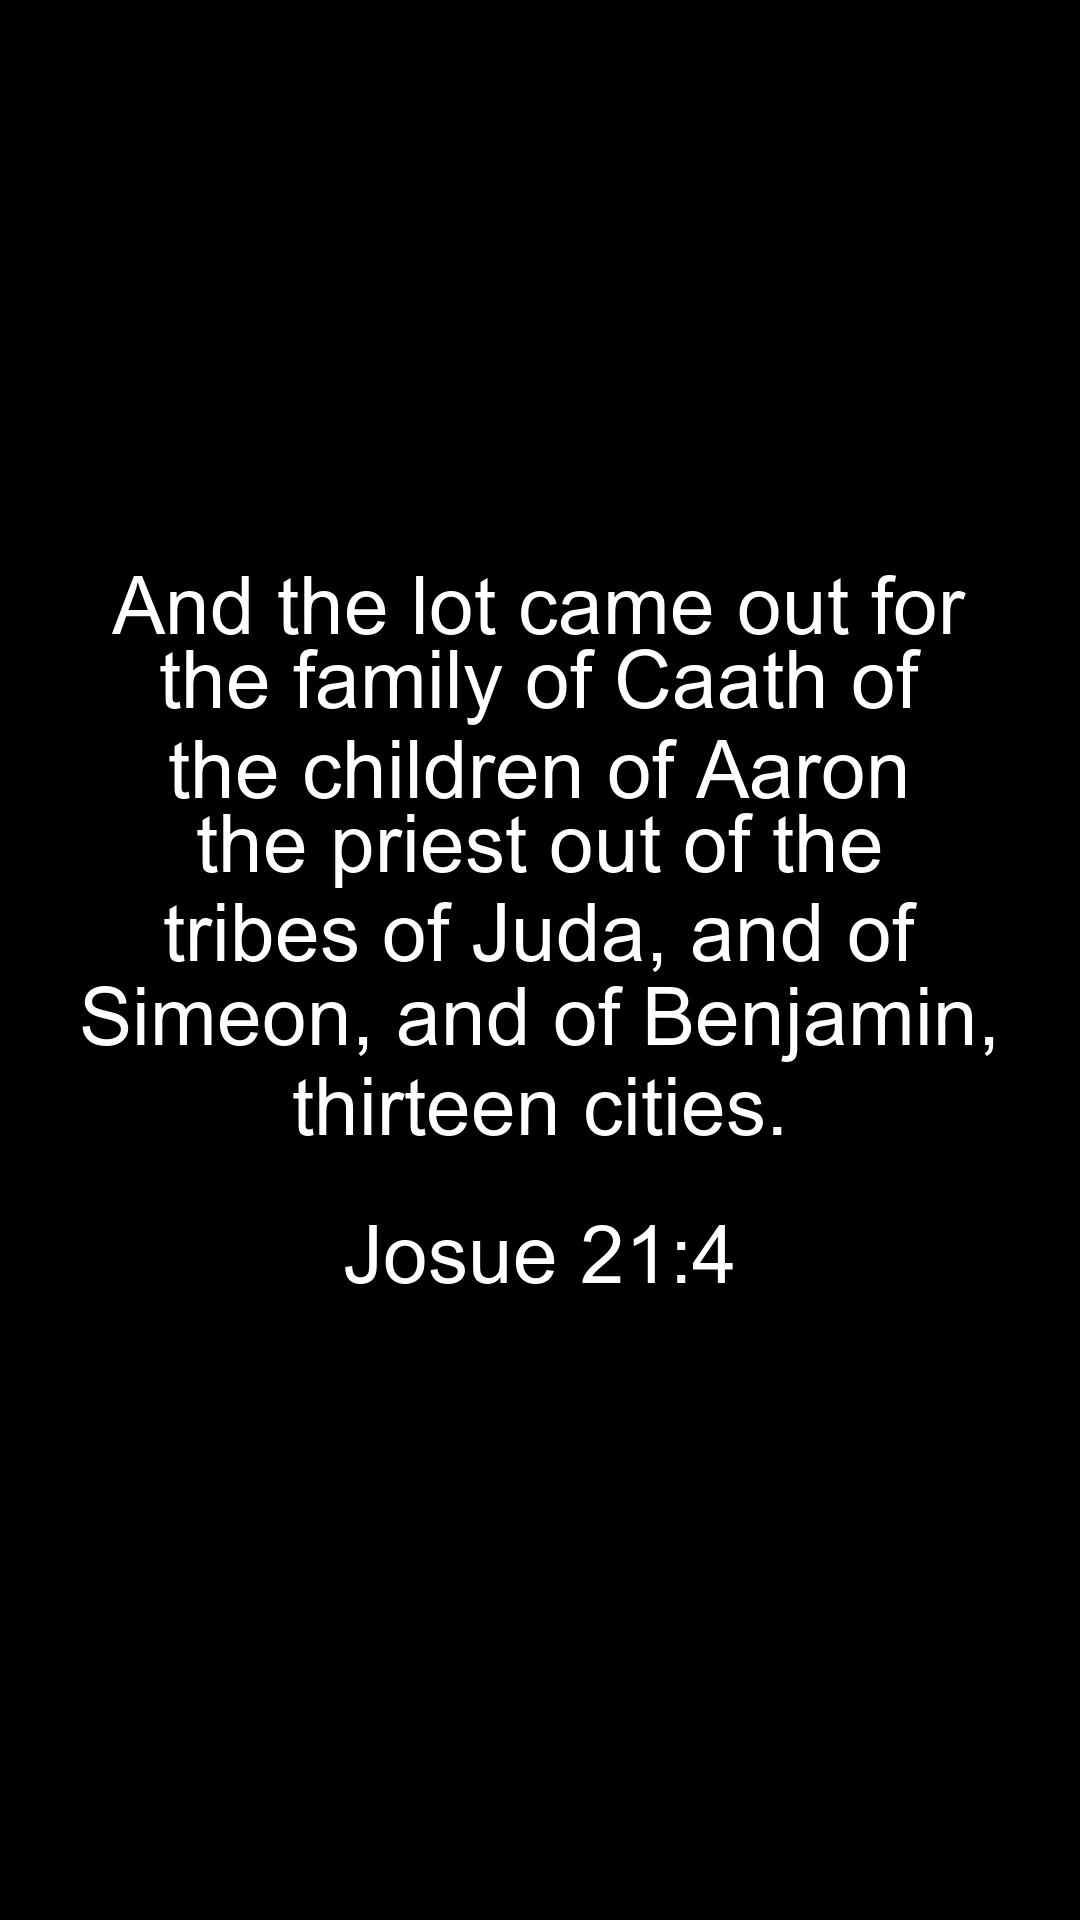 And the lot came out for
the family of Caath of
the children of Aaron
the priest out of the
tribes of Juda, and of
Simeon, and of Benjamin,
thirteen cities.
Josue 21:4